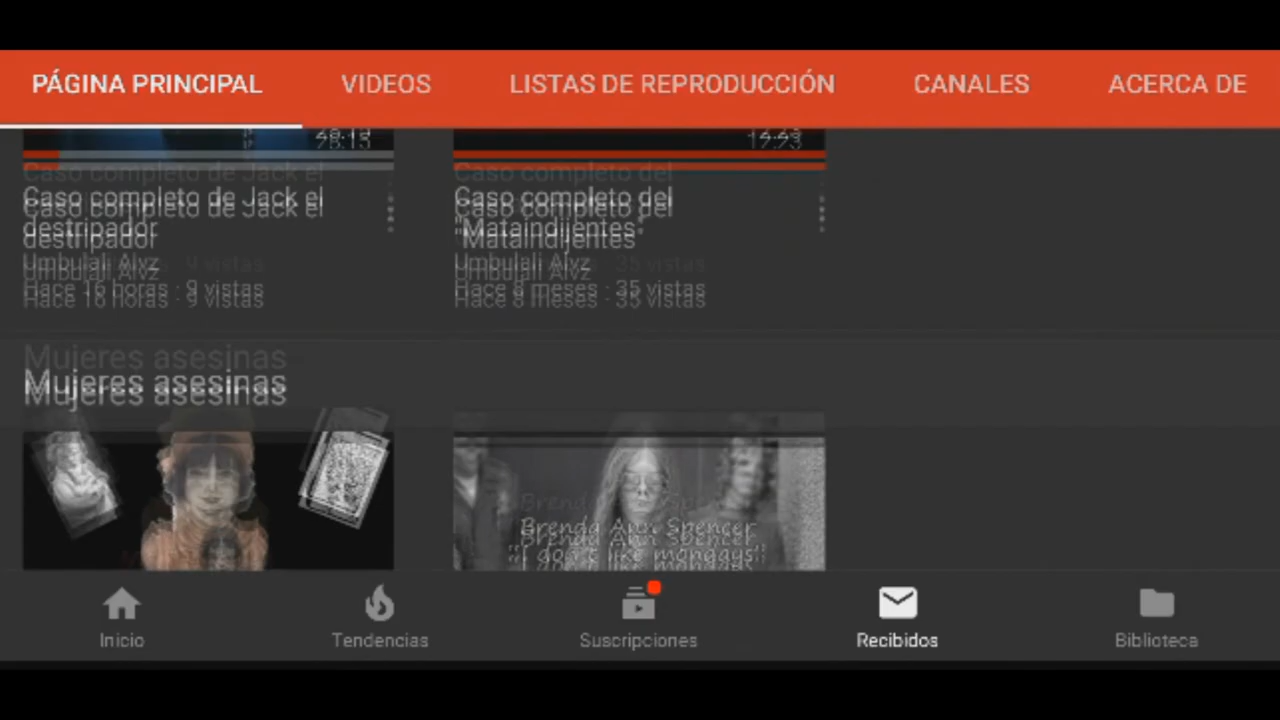 PÁGINA PRINCIPAL VIDEOS LISTAS DE REPRODUCCIÓN CANALES ACERCA DE
Caso completo de Jack el
destripador
Umbulali Alvz
Hace 16 horas · 9 vistas
Caso completo del
"Mataindijentes"
Umbulali Alvz
Hace 8 meses · 35 vistas
Mujeres asesinas
Brenda Ann Spencer
"I don't like mondays"
Inicio Tendencias Suscripciones Recibidos Biblioteca